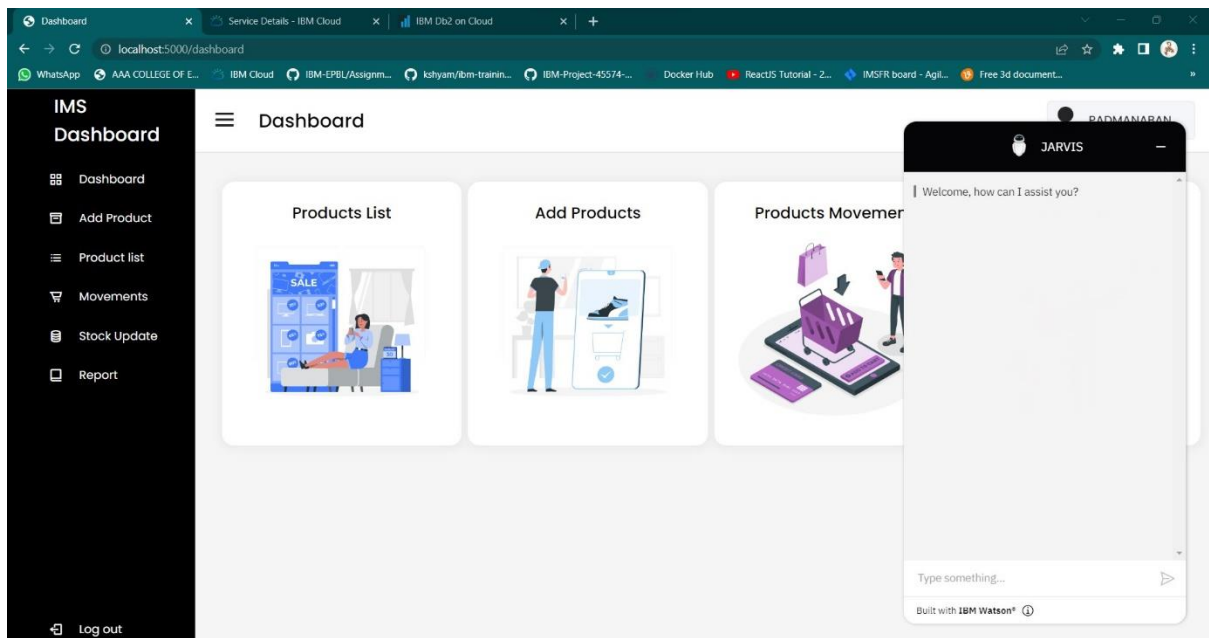 Dashboard
Service Details - IBM Cloud
IBM Db2 on Cloud
localhost:5000/dashboard
WhatsApp
AAA COLLEGE OF E...
IBM Cloud
IBM-EPBL/Assignm...
kshyam/ibm-trainin...
IBM-Project-45574-...
Docker Hub
ReactJS Tutorial - 2...
IMSFR board - Agil...
Free 3d document...
IMS
Dashboard
Dashboard
Add Product
Product list
Movements
Stock Update
Report
Log out
Dashboard
PADMANABAN
Products List
SALE
Add Products
Products Movemen
JARVIS
Welcome, how can I assist you?
Type something...
Built with IBM Watson®